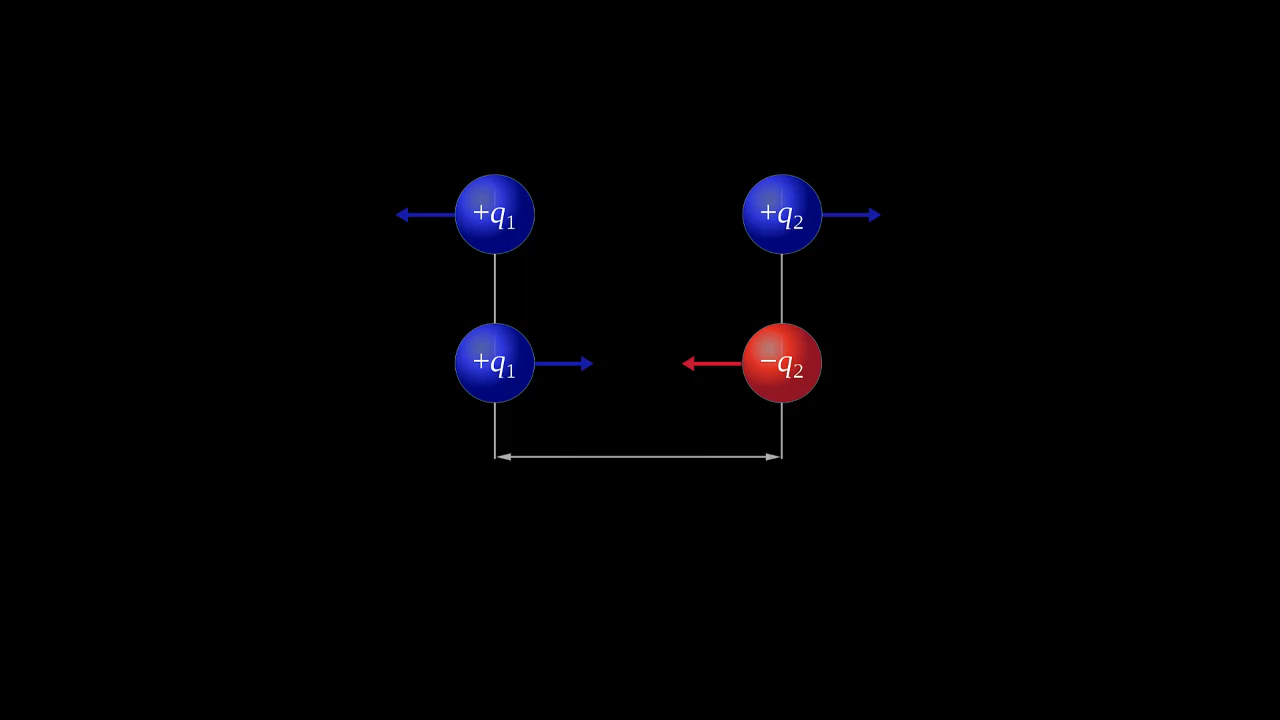 +q₁ +q₂
+q₁ −q₂